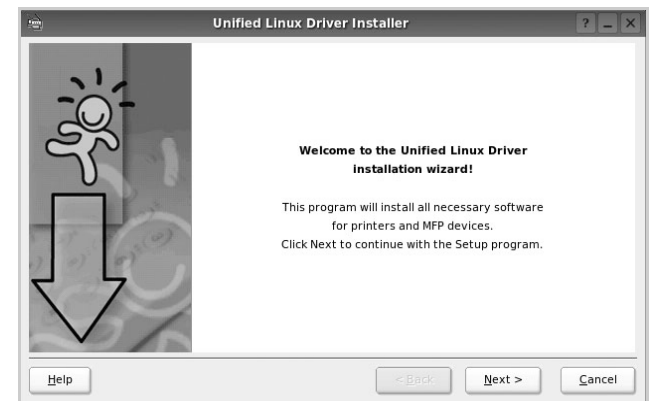 Unified Linux Driver Installer
? _ X
Welcome to the Unified Linux Driver
installation wizard!
This program will install all necessary software
for printers and MFP devices.
Click Next to continue with the Setup program.
Help
< Back
Next >
Cancel